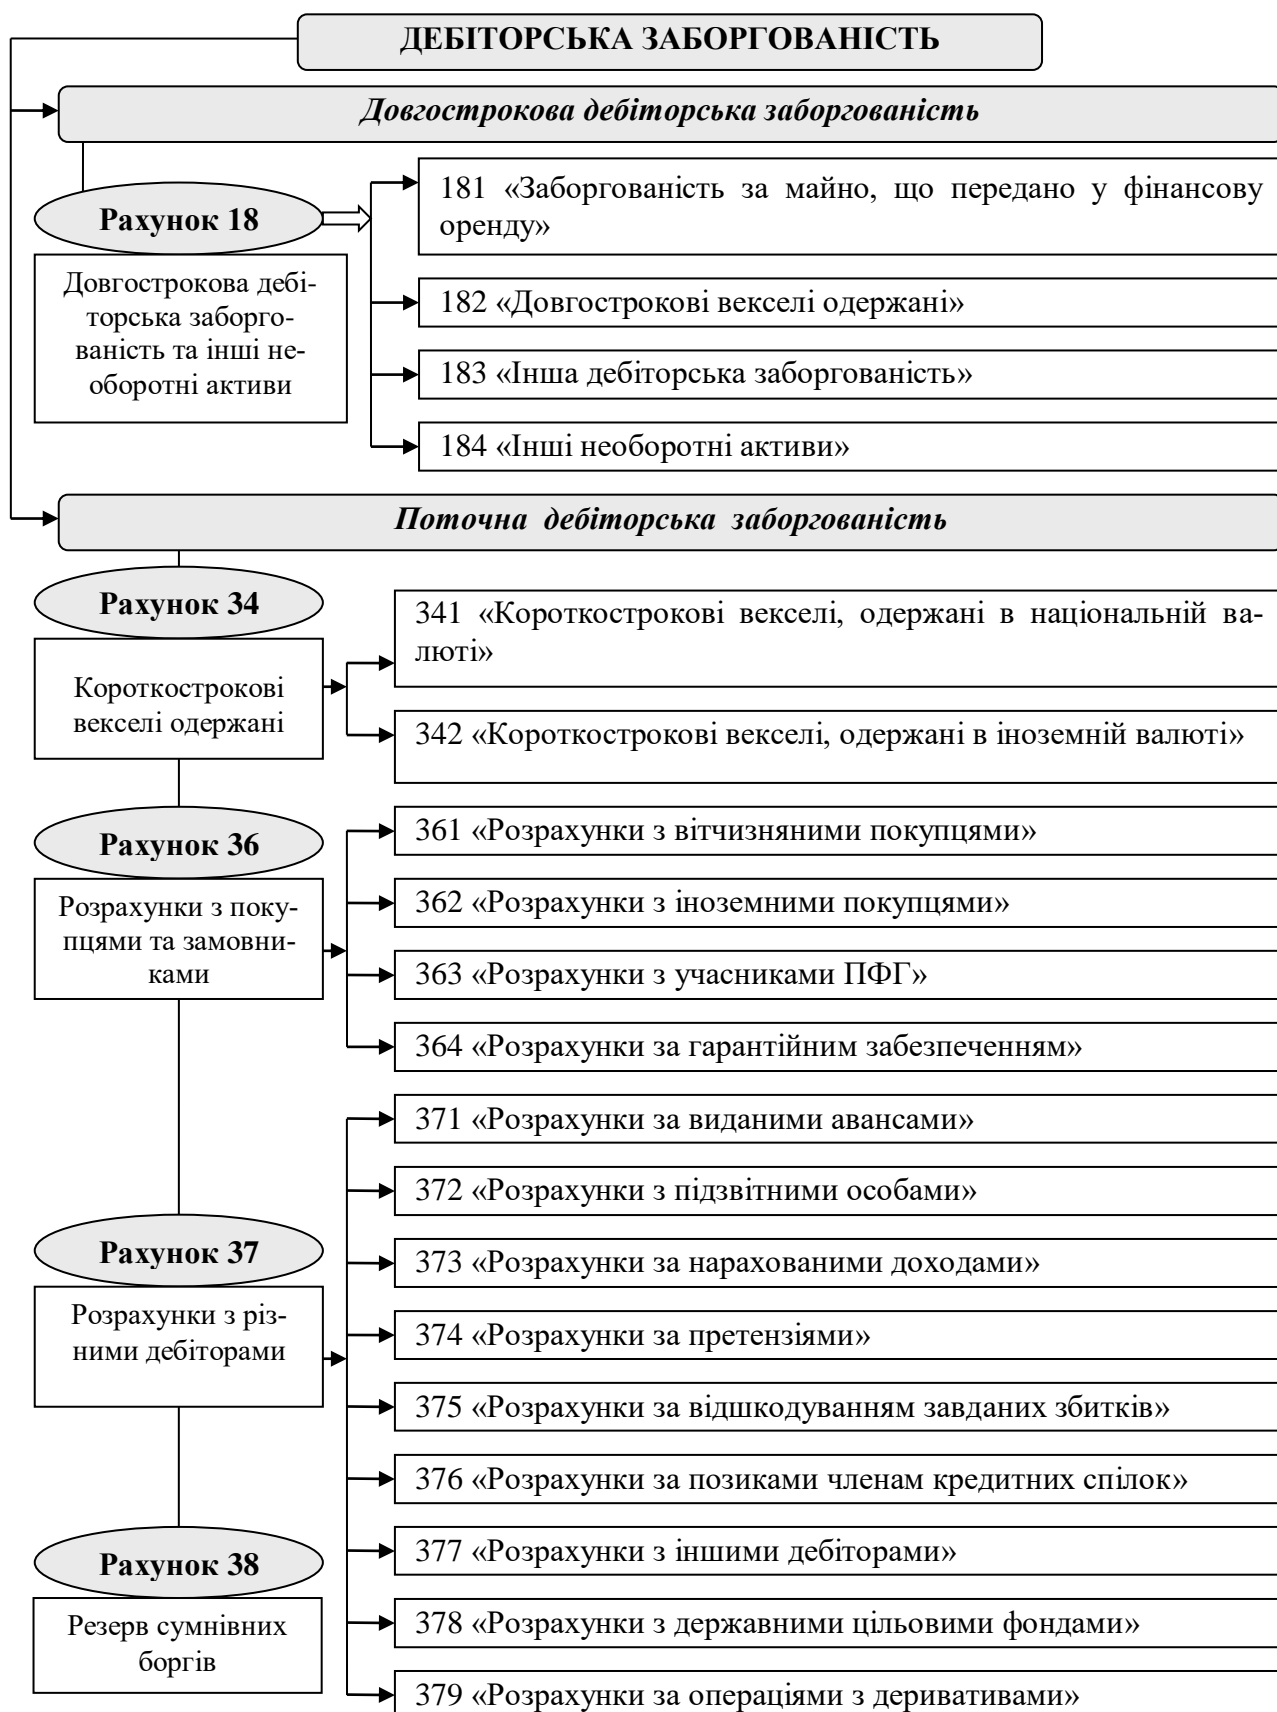 ДЕБІТОРСЬКА ЗАБОРГОВАНІСТЬ
Довгострокова дебіторська заборгованість
Рахунок 18
Довгострокова дебі-
торська заборго-
ваність та інші не-
оборотні активи
181 «Заборгованість за майно, що передано у фінансову
оренду»
182 «Довгострокові векселі одержані»
183 «Інша дебіторська заборгованість»
184 «Інші необоротні активи»
Поточна дебіторська заборгованість
Рахунок 34
Короткострокові
векселі одержані
341 «Короткострокові векселі, одержані в національній ва-
люті»
342 «Короткострокові векселі, одержані в іноземній валюті»
Рахунок 36
Розрахунки з поку-
пцями та замовни-
ками
361 «Розрахунки з вітчизняними покупцями»
362 «Розрахунки з іноземними покупцями»
363 «Розрахунки з учасниками ПФГ»
364 «Розрахунки за гарантійним забезпеченням»
Рахунок 37
Розрахунки з різ-
ними дебіторами
371 «Розрахунки за виданими авансами»
372 «Розрахунки з підзвітними особами»
373 «Розрахунки за нарахованими доходами»
374 «Розрахунки за претензіями»
375 «Розрахунки за відшкодуванням завданих збитків»
376 «Розрахунки за позиками членам кредитних спілок»
377 «Розрахунки з іншими дебіторами»
378 «Розрахунки з державними цільовими фондами»
379 «Розрахунки за операціями з деривативами»
Рахунок 38
Резерв сумнівних
боргів